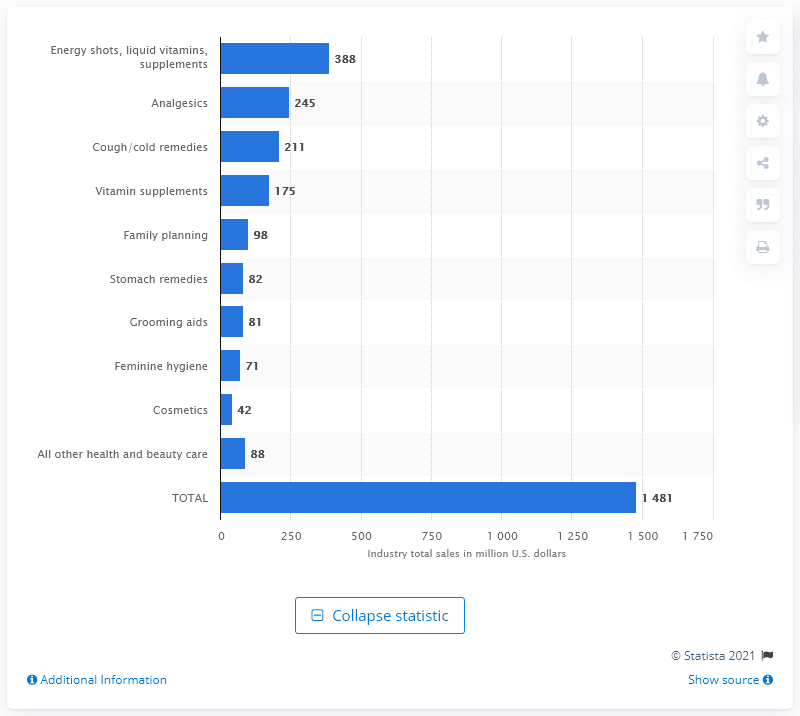 Energy shots, liquid vitamins,
supplements
388
Analgesics
245
Cough/cold remedies
211
Vitamin supplements
175
Family planning
98
Stomach remedies
82
Grooming aids
81
Feminine hygiene
71
Cosmetics
42
All other health and beauty care
88
TOTAL
1 481
0 250 500 750 1 000 1 250 1 500 1 750
Industry total sales in million U.S. dollars
Collapse statistic
© Statista 2021
Additional Information
Show source